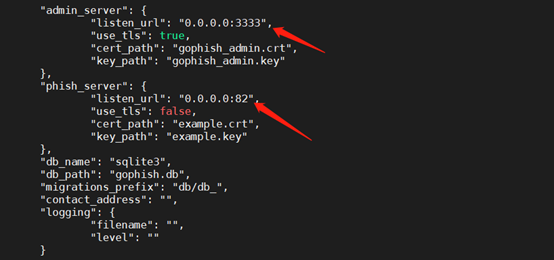 "admin_server": {
"listen_url": "0.0.0.0:3333",
"use_tls": true,
"cert_path": "gophish_admin.crt",
"key_path": "gophish_admin.key"
},
"phish_server": {
"listen_url": "0.0.0.0:82",
"use_tls": false,
"cert_path": "example.crt",
"key_path": "example.key"
},
"db_name": "sqlite3",
"db_path": "gophish.db",
"migrations_prefix": "db/db_",
"contact_address": "",
"logging": {
"filename": "",
"level": ""
}